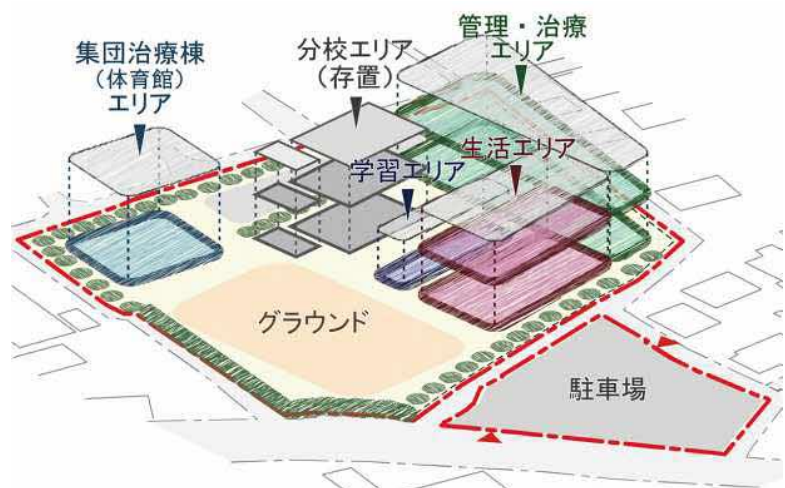 管理・治療
エリア
集団治療棟
(体育館)
エリア
分校エリア
(存置)
学習エリア
生活エリア
グラウンド
駐車場